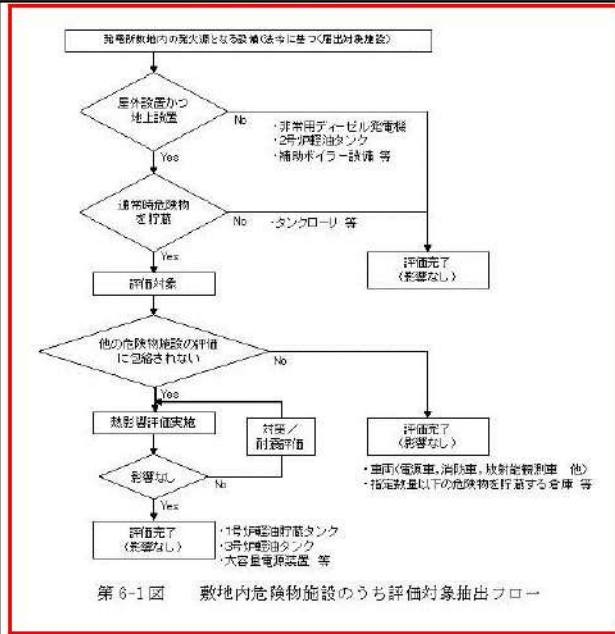 発電所敷地内の発火源となる設備(法令に基づく届出対象施設)
屋外設置かつ
地上設置
No
・非常用ディーゼル発電機
・2号炉軽油タンク
・補助ボイラー設備 等
Yes
通常時危険物
を貯蔵
No
・タンクローリ 等
Yes
評価完了
(影響なし)
評価対象
他の危険物施設の評価
に包絡されない
No
Yes
熱影響評価実施
対策/
耐震評価
評価完了
(影響なし)
影響なし
No
・車両(電源車,消防車,放射能観測車 他)
・指定数量以下の危険物を貯蔵する倉庫 等
Yes
評価完了
(影響なし)
・1号炉軽油貯蔵タンク
・3号炉軽油タンク
・大容量電源装置 等
第6-1図 敷地内危険物施設のうち評価対象抽出フロー